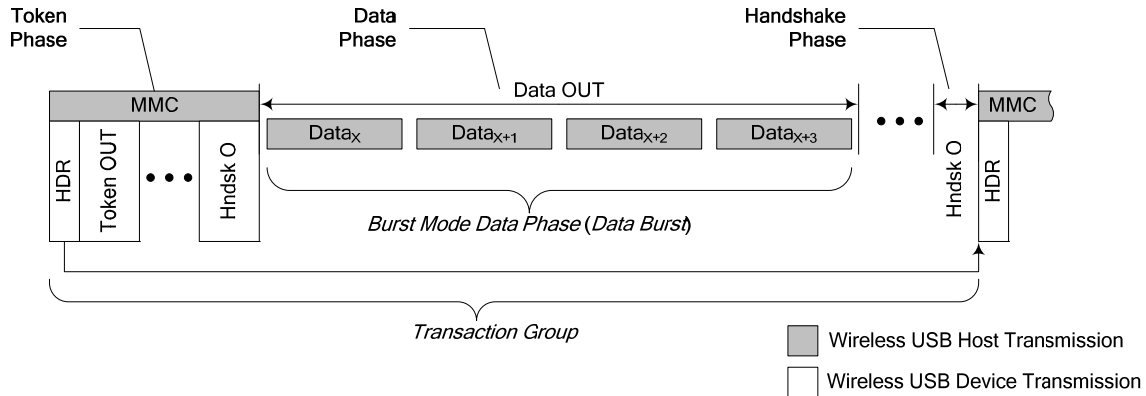 Token
Phase
Data
Phase
Handshake
Phase
MMC
Data OUT
MMC
HDR
Token OUT
Hndsk O
DataX
DataX+1
DataX+2
DataX+3
Hndsk O
HDR
Burst Mode Data Phase (Data Burst)
Transaction Group
Wireless USB Host Transmission
Wireless USB Device Transmission